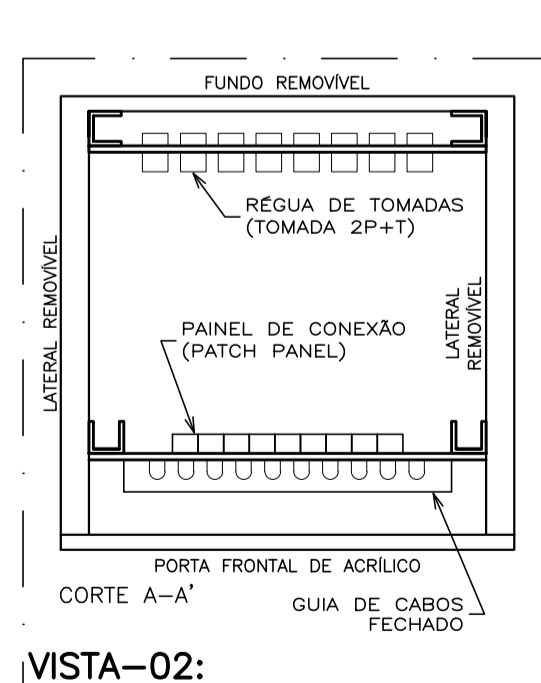 FUNDO REMOVÍVEL
RÉGUA DE TOMADAS
(TOMADA 2P+T)
LATERAL REMOVÍVEL
PAINEL DE CONEXÃO
(PATCH PANEL)
LATERAL
REMOVÍVEL
PORTA FRONTAL DE ACRÍLICO
CORTE A-A'
GUIA DE CABOS
FECHADO
VISTA-02: